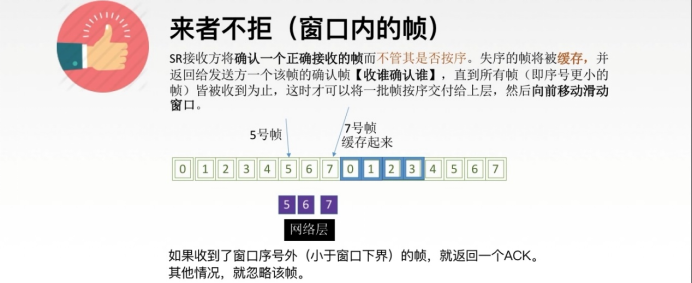 来者不拒（窗口内的帧）
SR接收方将确认一个正确接收的帧而不管其是否按序。失序的帧将被缓存，并
返回给发送方一个该帧的确认帧【收谁确认谁】，直到所有帧（即序号更小的
帧）皆被收到为止，这时才可以将一批帧按序交付给上层，然后向前移动滑动
窗口。
5号帧
7号帧
缓存起来
0 1 2 3 4 5 6 7 0 1 2 3 4 5 6 7
5 6 7
网络层
如果收到了窗口序号外（小于窗口下界）的帧，就返回一个ACK。
其他情况，就忽略该帧。